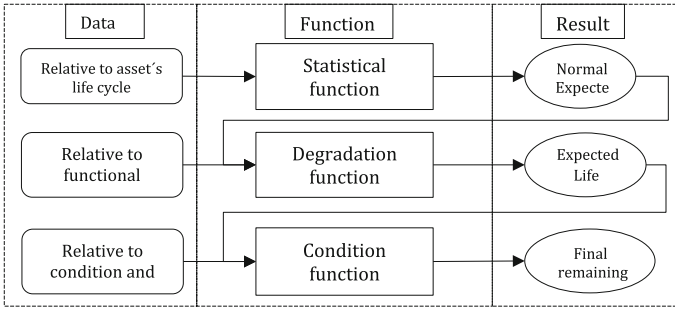 Data
Function
Result
Relative to asset´s
life cycle
Statistical
function
Normal
Expecte
Relative to
functional
Degradation
function
Expected
Life
Relative to
condition and
Condition
function
Final
remaining